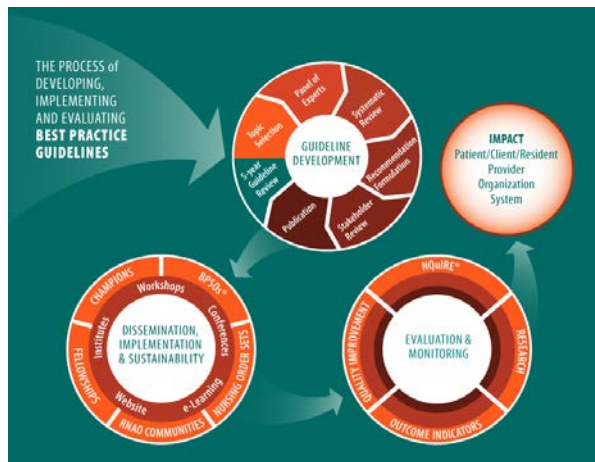 THE PROCESS of
DEVELOPING,
IMPLEMENTING
AND EVALUATING
BEST PRACTICE
GUIDELINES
Topic
Selection
Panel of
Experts
Systematic
Review
Recommendation
Formulation
Stakeholder
Review
Publication
5-year
Guideline
Review
GUIDELINE
DEVELOPMENT
IMPACT
Patient/Client/Resident
Provider
Organization
System
CHAMPIONS
BPSOs®
NURSING ORDER SETS
RNAO COMMUNITIES
FELLOWSHIPS
Workshops
Conferences
e-Learning
Website
Institutes
DISSEMINATION,
IMPLEMENTATION
& SUSTAINABILITY
NQuIRE®
RESEARCH
OUTCOME INDICATORS
QUALITY IMPROVEMENT
EVALUATION &
MONITORING